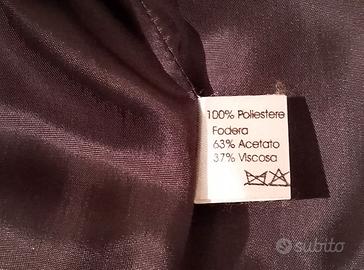 100% Poliestere
Fodera
63% Acetato
37% Viscosa
subito